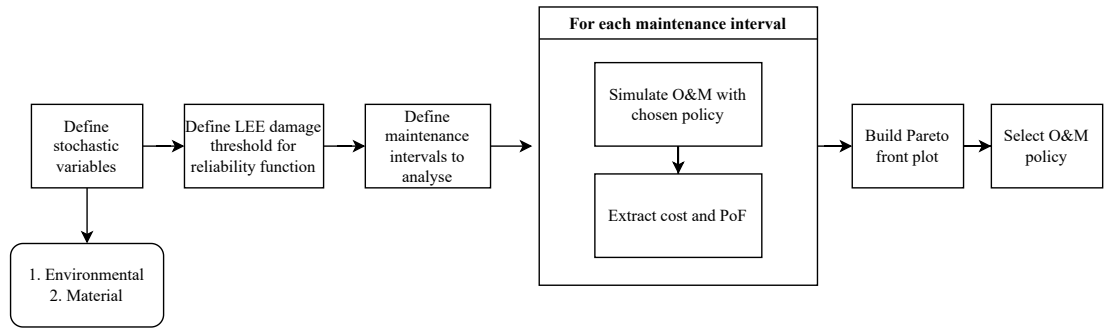 Define
stochastic
variables
1. Environmental
2. Material
Define LEE damage
threshold for
reliability function
Define
maintenance
intervals to
analyse
For each maintenance interval
Simulate O&M with
chosen policy
Extract cost and PoF
Build Pareto
front plot
Select O&M
policy